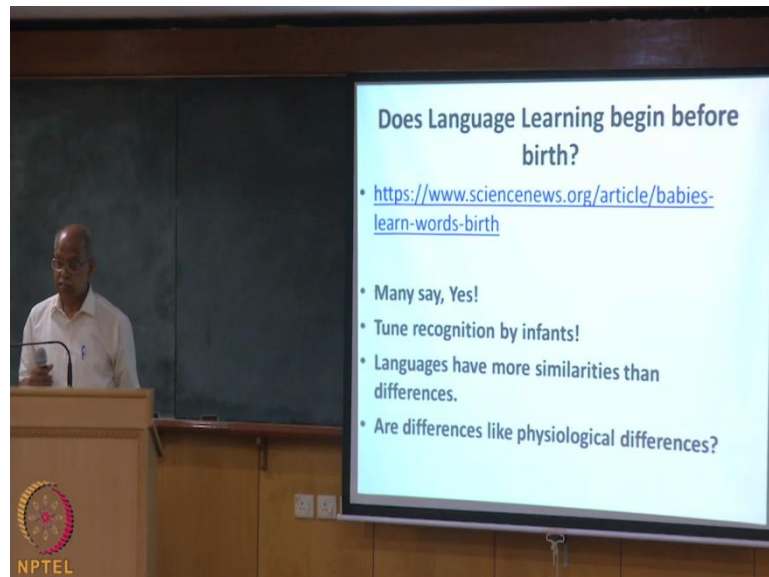 Does Language Learning begin before
birth?
• https://www.sciencenews.org/article/babies-
learn-words-birth
• Many say, Yes!
• Tune recognition by infants!
• Languages have more similarities than
differences.
• Are differences like physiological differences?
NPTEL